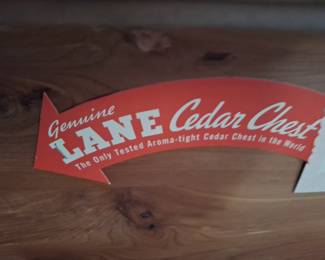 Genuine
LANE Cedar Chest
The Only Tested Aroma-tight Cedar Chest in the World